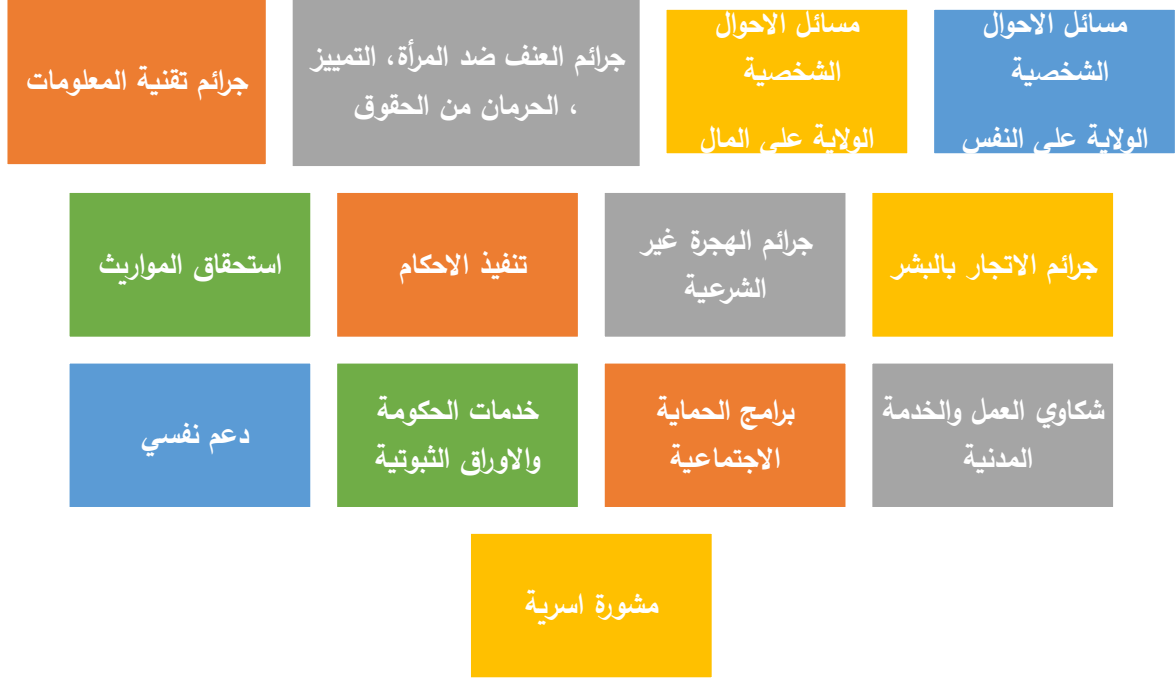 مسائل الاحوال
الشخصية
الولاية على النفس
مسائل الاحوال
الشخصية
الولاية على المال
جرائم العنف ضد المرأة، التمييز
، الحرمان من الحقوق
جرائم تقنية المعلومات
جرائم الاتجار بالبشر
جرائم الهجرة غير
الشرعية
تنفيذ الاحكام
استحقاق المواريث
شكاوي العمل والخدمة
المدنية
برامج الحماية
الاجتماعية
خدمات الحكومة
والاوراق الثبوتية
دعم نفسي
مشورة اسرية